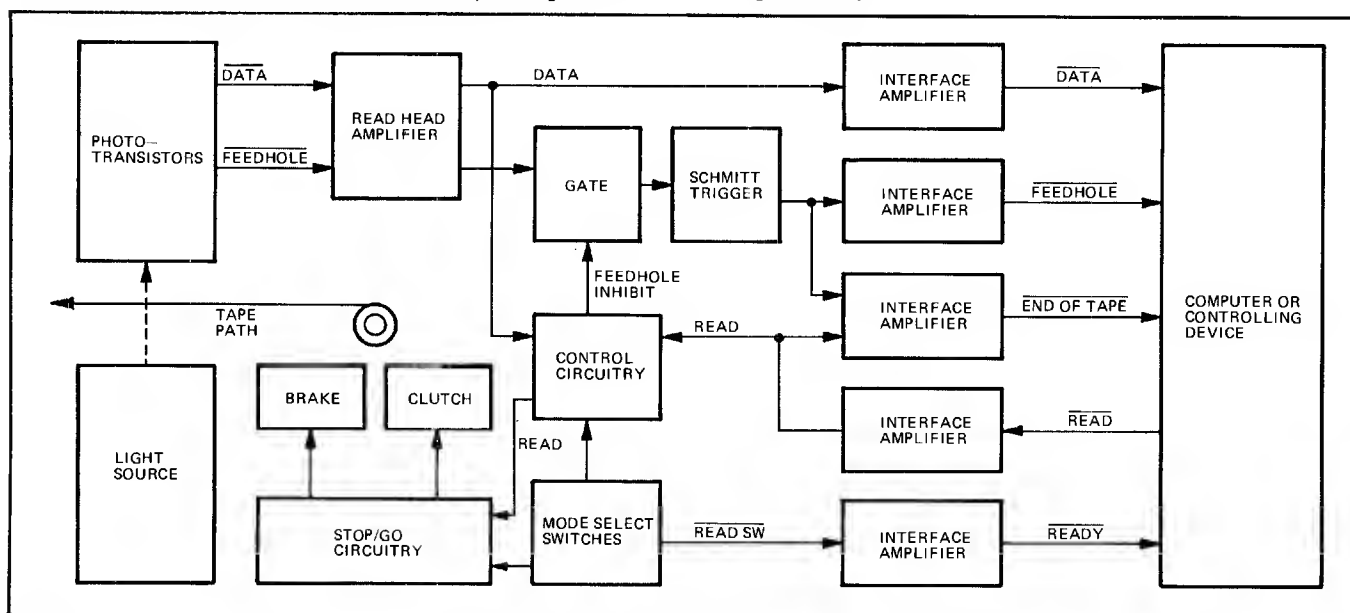 DATA
DATA
INTERFACE
AMPLIFIER
DATA
PHOTO–
TRANSISTORS
READ HEAD
AMPLIFIER
FEEDHOLE
GATE
SCHMITT
TRIGGER
INTERFACE
AMPLIFIER
FEEDHOLE
FEEDHOLE
INHIBIT
TAPE
PATH
READ
INTERFACE
AMPLIFIER
END OF TAPE
COMPUTER OR
CONTROLLING
DEVICE
CONTROL
CIRCUITRY
BRAKE
CLUTCH
READ
INTERFACE
AMPLIFIER
READ
LIGHT
SOURCE
STOP/GO
CIRCUITRY
MODE SELECT
SWITCHES
READ SW
INTERFACE
AMPLIFIER
READY